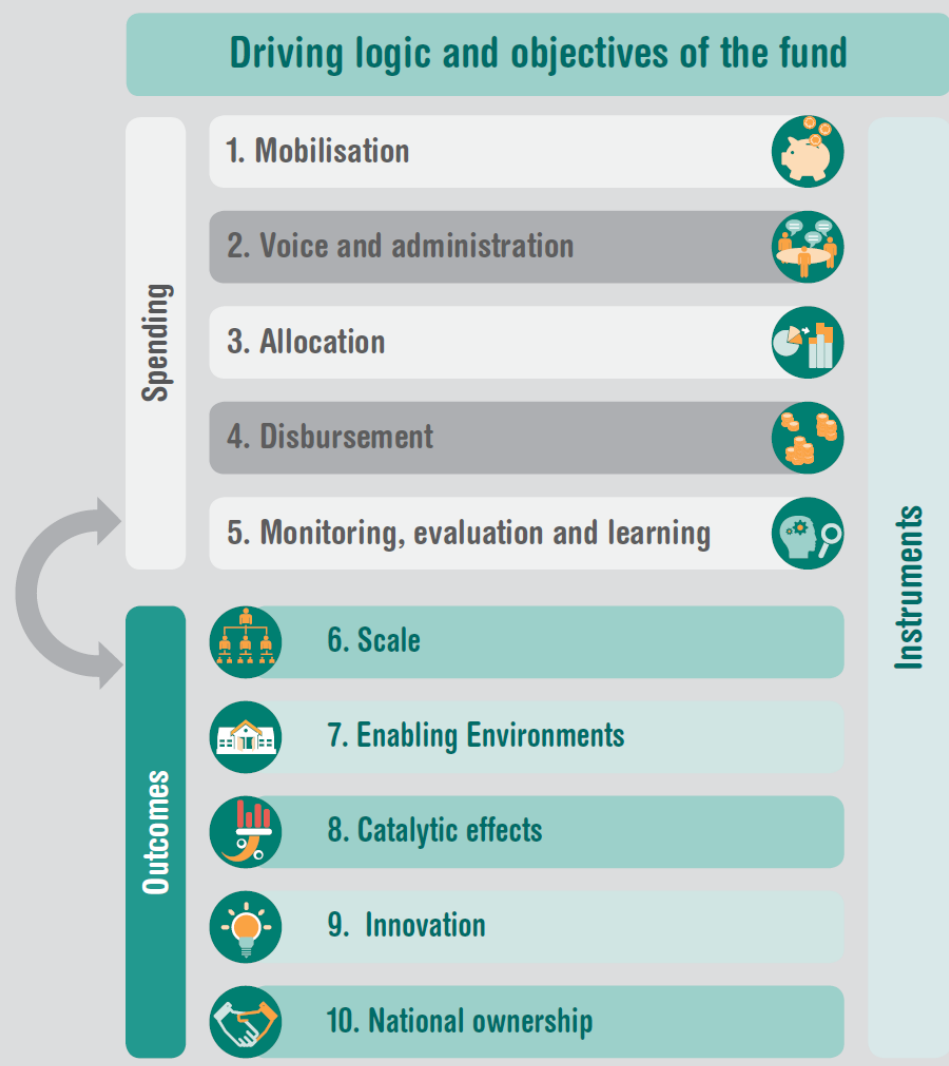 Driving logic and objectives of the fund
Spending
1. Mobilisation
2. Voice and administration
3. Allocation
4. Disbursement
5. Monitoring, evaluation and learning
Outcomes
6. Scale
7. Enabling Environments
8. Catalytic effects
9. Innovation
10. National ownership
Instruments